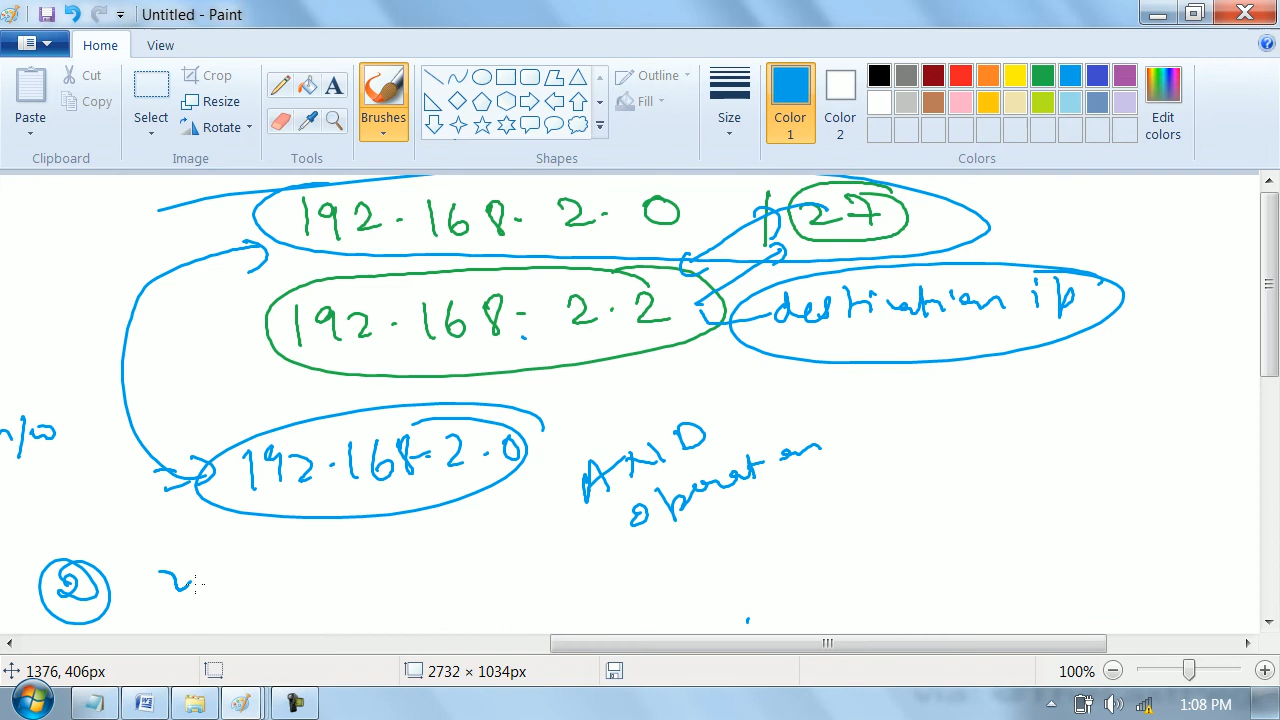 Untitled - Paint
Home View
Cut
Copy
Paste
Clipboard
Select
Crop
Resize
Rotate
Image
Tools
Brushes
Outline
Fill
Shapes
Size
Color 1
Color 2
Edit colors
Colors
192.168.2.0 | 27
192.168.2.2 destination ip
n/w
192.168.2.0 AND
operation
2
1376, 406px 2732 × 1034px 100%
1:08 PM